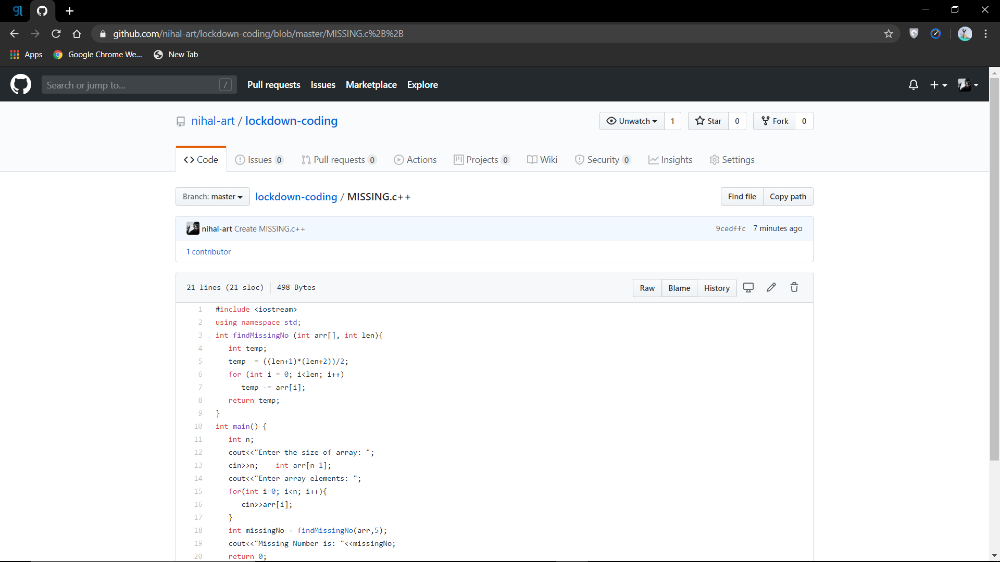 gl
github.com/nihal-art/lockdown-coding/blob/master/MISSING.c%2B%2B
Apps Google Chrome We... New Tab
Search or jump to... / Pull requests Issues Marketplace Explore
nihal-art / lockdown-coding Unwatch 1 Star 0 Fork 0
Code Issues 0 Pull requests 0 Actions Projects 0 Wiki Security 0 Insights Settings
Branch: master lockdown-coding / MISSING.c++ Find file Copy path
nihal-art Create MISSING.c++ 9cedffc 7 minutes ago
1 contributor
21 lines (21 sloc) 498 Bytes Raw Blame History
1 #include <iostream>
2 using namespace std;
3 int findMissingNo (int arr[], int len){
4    int temp;
5    temp  = ((len+1)*(len+2))/2;
6    for (int i = 0; i<len; i++)
7       temp -= arr[i];
8    return temp;
9 }
10 int main() {
11    int n;
12    cout<<"Enter the size of array: ";
13    cin>>n;    int arr[n-1];
14    cout<<"Enter array elements: ";
15    for(int i=0; i<n; i++){
16       cin>>arr[i];
17    }
18    int missingNo = findMissingNo(arr,5);
19    cout<<"Missing Number is: "<<missingNo;
20    return 0;